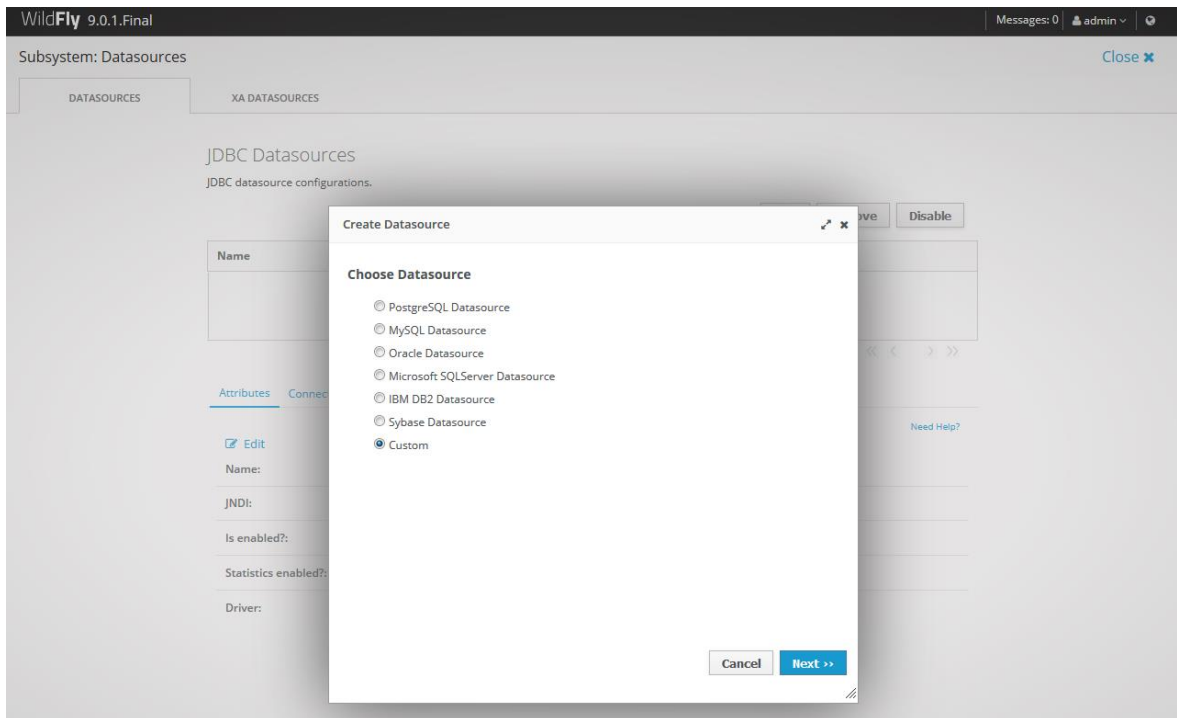 WildFly 9.0.1.Final
Messages: 0 admin
Subsystem: Datasources
Close
DATASOURCES XA DATASOURCES
JDBC Datasources
JDBC datasource configurations.
Disable
Create Datasource
Name
Choose Datasource
PostgreSQL Datasource
MySQL Datasource
Oracle Datasource
Microsoft SQLServer Datasource
IBM DB2 Datasource
Sybase Datasource
Custom
Attributes
Need Help?
Edit
Name:
JNDI:
Is enabled?:
Statistics enabled?:
Driver:
Cancel Next >>